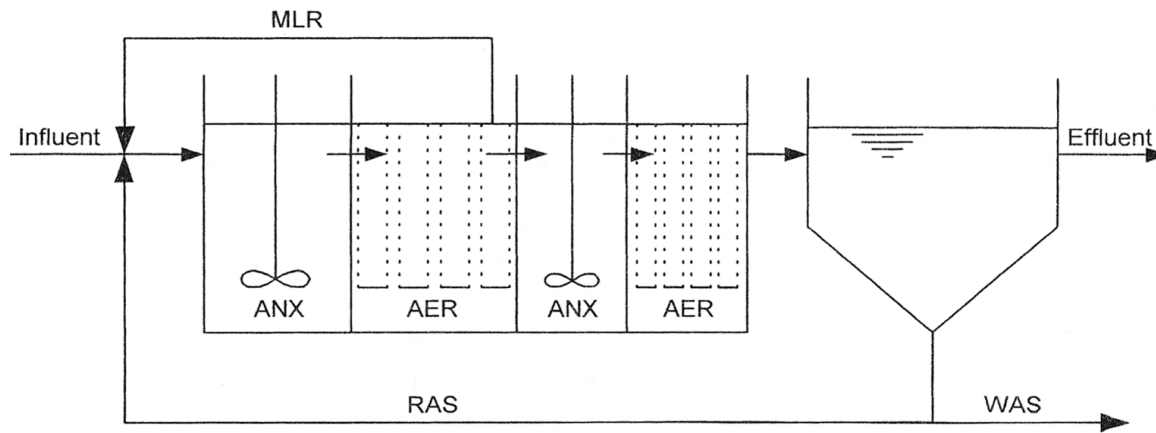 MLR
Influent
Effluent
ANX
AER
ANX
AER
RAS
WAS